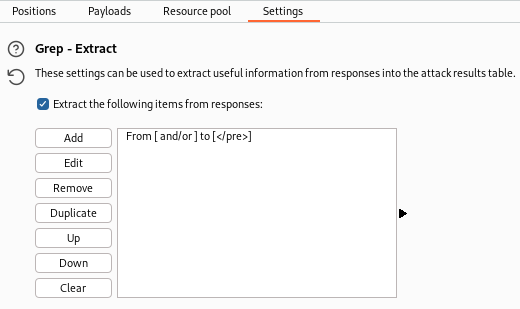 Positions Payloads Resource pool Settings
Grep - Extract
These settings can be used to extract useful information from responses into the attack results table.
Extract the following items from responses:
Add
Edit
Remove
Duplicate
Up
Down
Clear
From [ and/or ] to [</pre>]